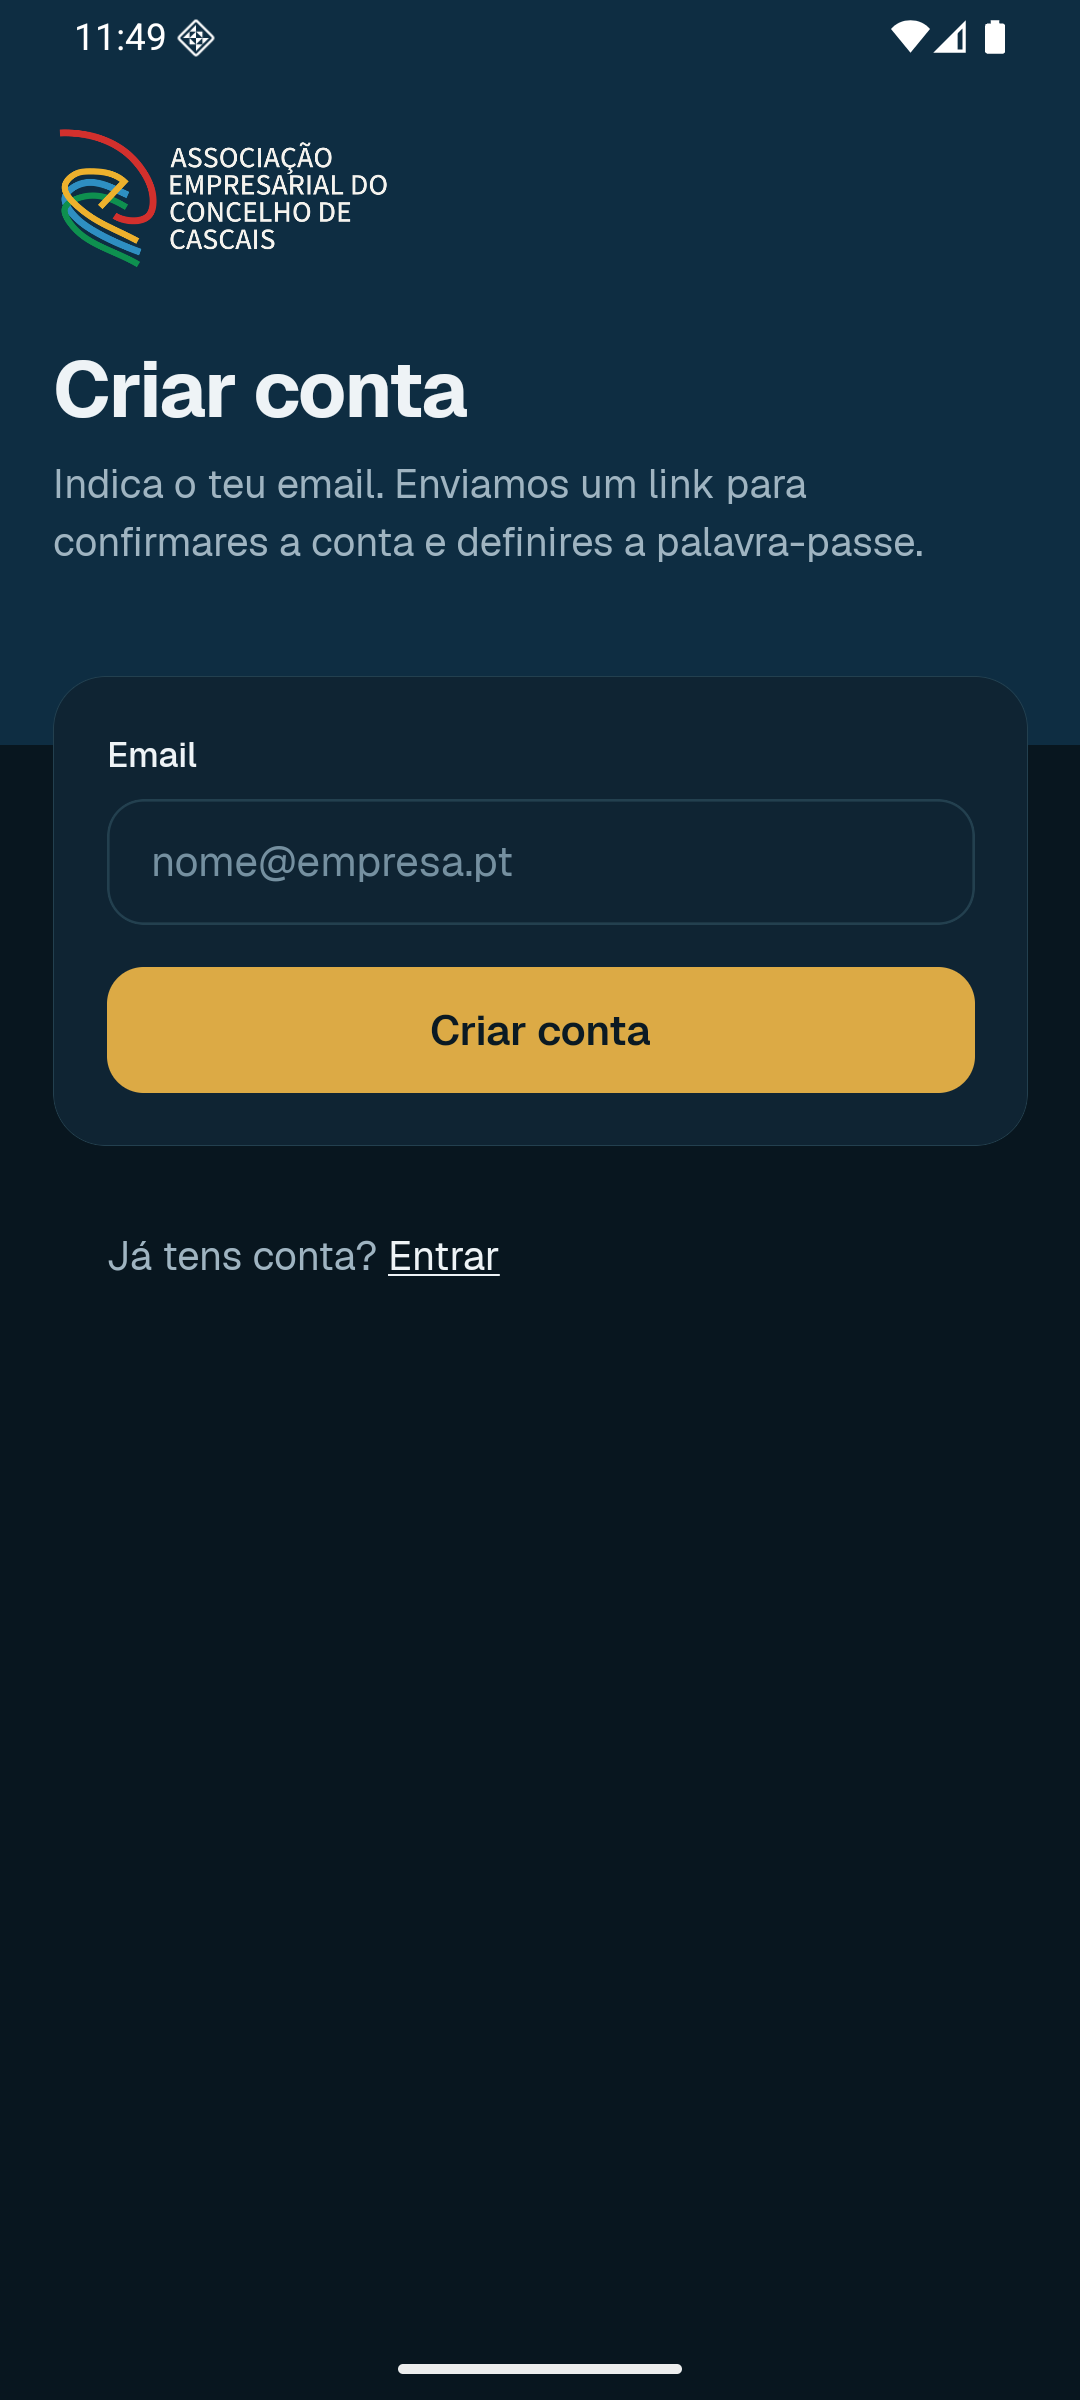 11:49
ASSOCIAÇÃO
EMPRESARIAL DO
CONCELHO DE
CASCAIS
Criar conta
Indica o teu email. Enviamos um link para
confirmares a conta e definires a palavra-passe.
Email
nome@empresa.pt
Criar conta
Já tens conta? Entrar